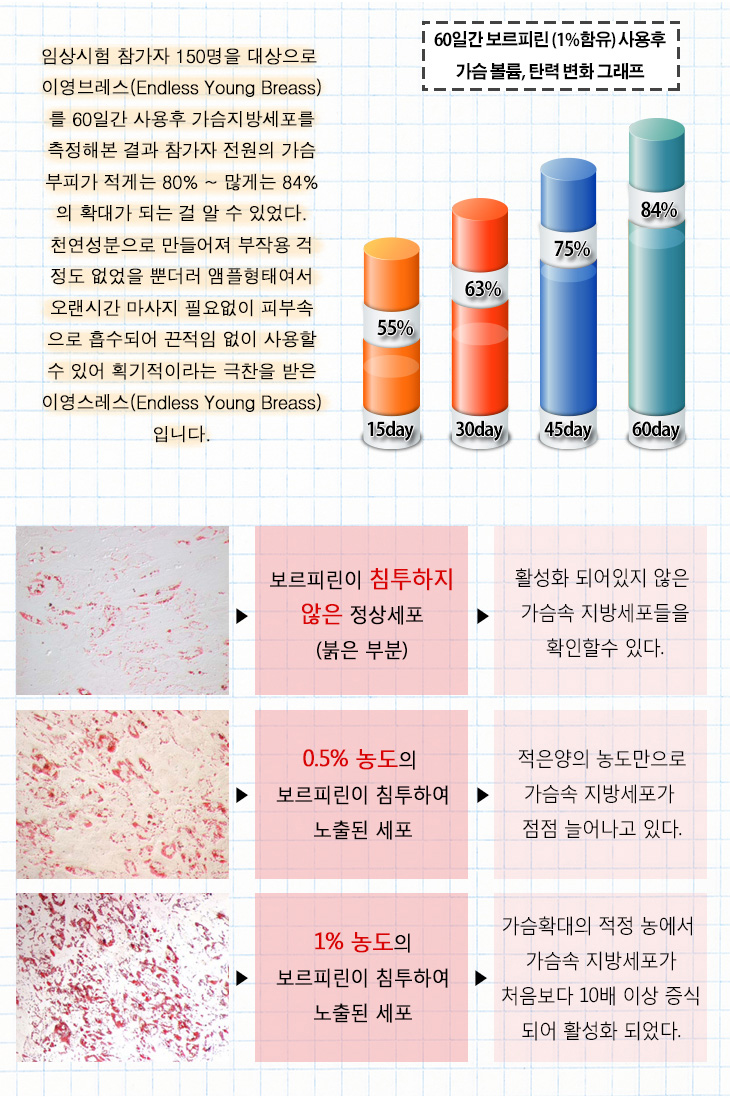 임상시험 참가자 150명을 대상으로
이영브레스(Endless Young Breass)
를 60일간 사용후 가슴지방세포를
측정해본 결과 참가자 전원의 가슴
부피가 적게는 80% ~ 많게는 84%
의 확대가 되는 걸 알 수 있었다.
천연성분으로 만들어져 부작용 걱
정도 없었을 뿐더러 앰플형태여서
오랜시간 마사지 필요없이 피부속
으로 흡수되어 끈적임 없이 사용할
수 있어 획기적이라는 극찬을 받은
이영스레스(Endless Young Breass)
입니다.
60일간 보르피린 (1%함유) 사용후
가슴 볼륨, 탄력 변화 그래프
55%
63%
75%
84%
15day
30day
45day
60day
보르피린이 침투하지
않은 정상세포
(붉은 부분)
활성화 되어있지 않은
가슴속 지방세포들을
확인할수 있다.
0.5% 농도의
보르피린이 침투하여
노출된 세포
적은양의 농도만으로
가슴속 지방세포가
점점 늘어나고 있다.
1% 농도의
보르피린이 침투하여
노출된 세포
가슴확대의 적정 농에서
가슴속 지방세포가
처음보다 10배 이상 증식
되어 활성화 되었다.